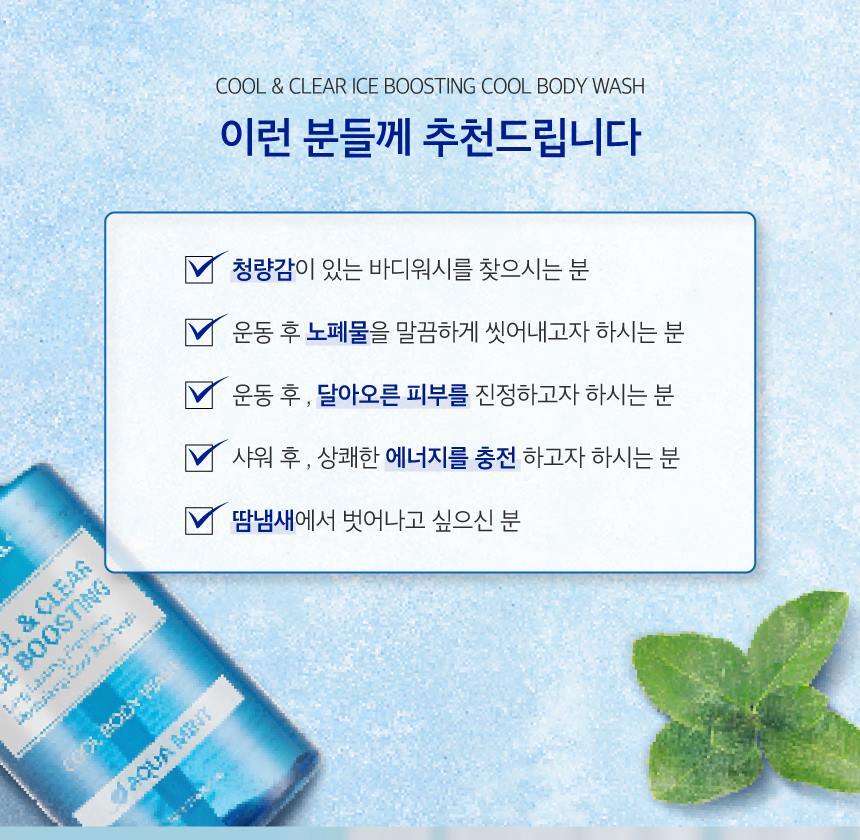 COOL & CLEAR ICE BOOSTING COOL BODY WASH
이런 분들께 추천드립니다
청량감이 있는 바디워시를 찾으시는 분
운동 후 노폐물을 말끔하게 씻어내고자 하시는 분
운동 후 , 달아오른 피부를 진정하고자 하시는 분
샤워 후 , 상쾌한 에너지를 충전 하고자 하시는 분
땀냄새에서 벗어나고 싶으신 분
& CLEAR
BOOSTING
COOL BODY WASH
AQUA MINT